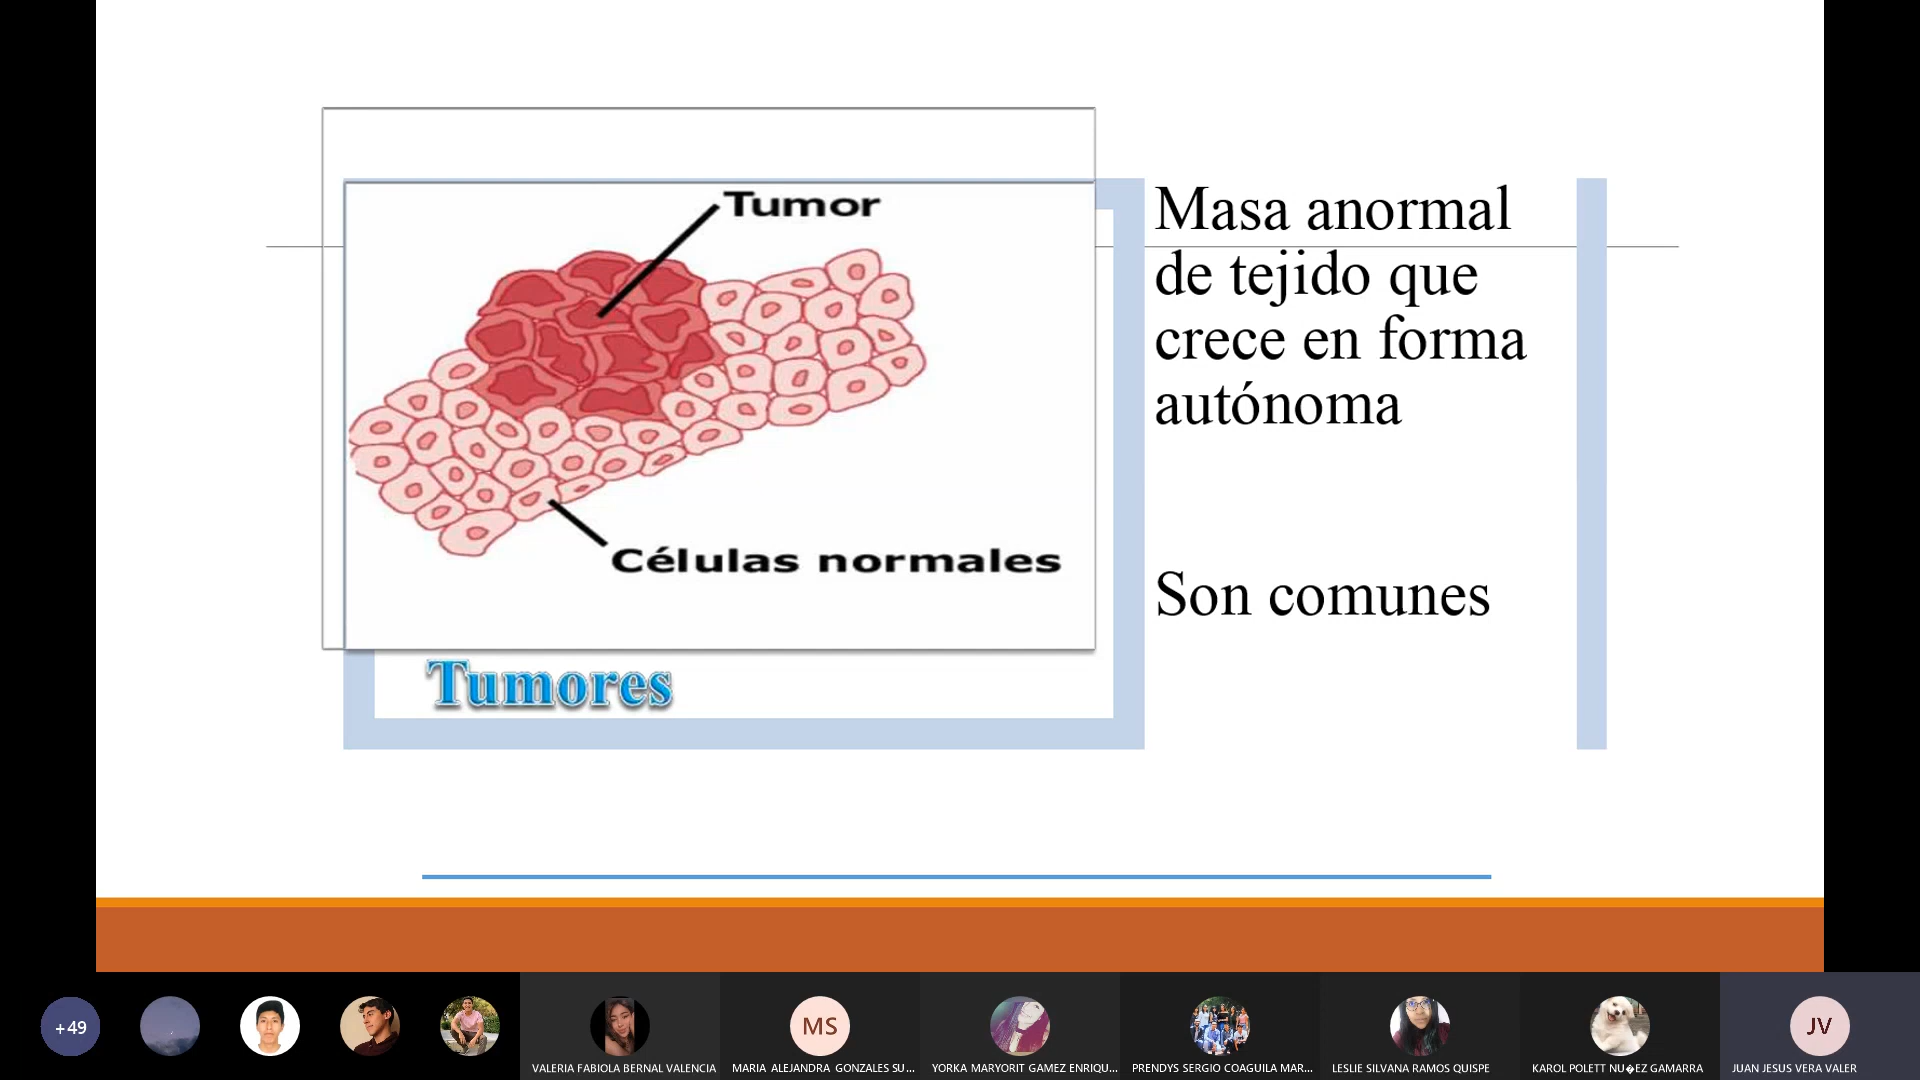 Tumor
Células normales
Tumores
Masa anormal
de tejido que
crece en forma
autónoma
Son comunes
+49
VALERIA FABIOLA BERNAL VALENCIA
MS
MARIA ALEJANDRA GONZALES SU...
YORKA MARYORIT GAMEZ ENRIQU...
PRENDYS SERGIO COAGUILA MAR...
LESLIE SILVANA RAMOS QUISPE
KAROL POLETT NU�EZ GAMARRA
JV
JUAN JESUS VERA VALER